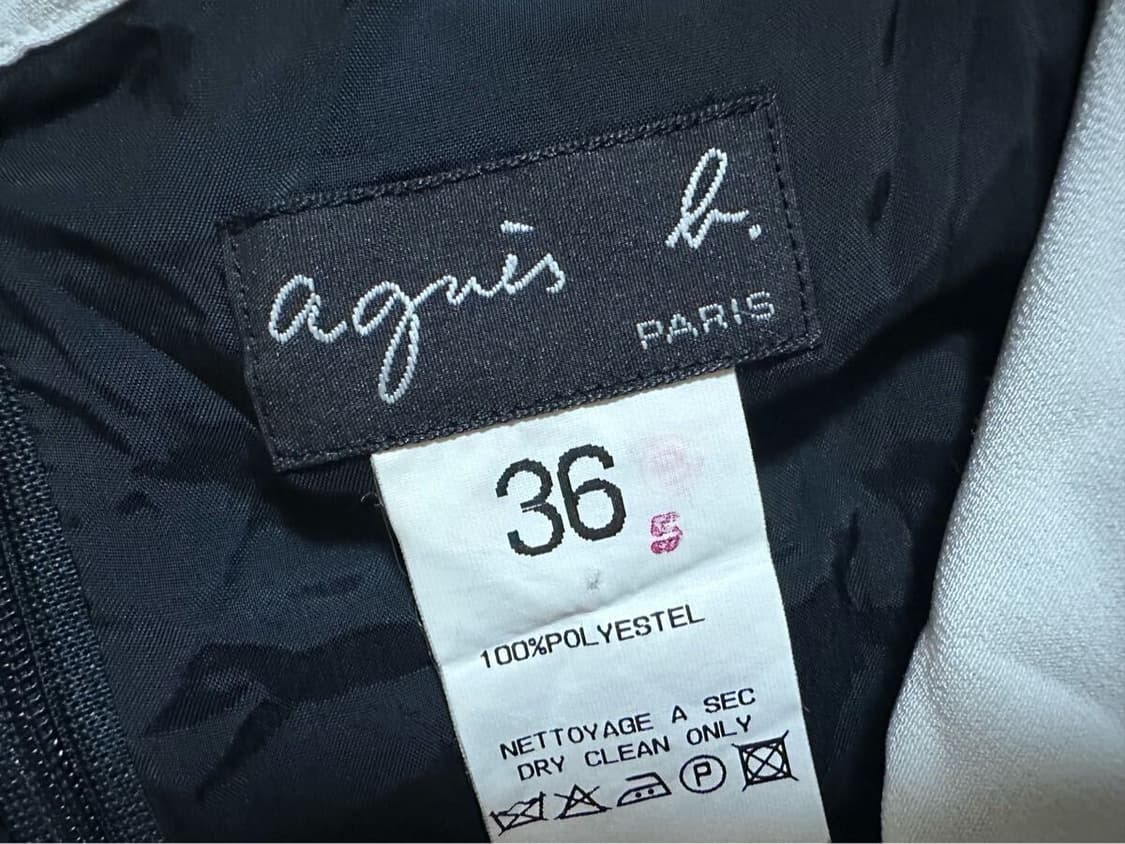 agnès b.
PARIS
36
S
100%POLYESTEL
NETTOYAGE A SEC
DRY CLEAN ONLY
P